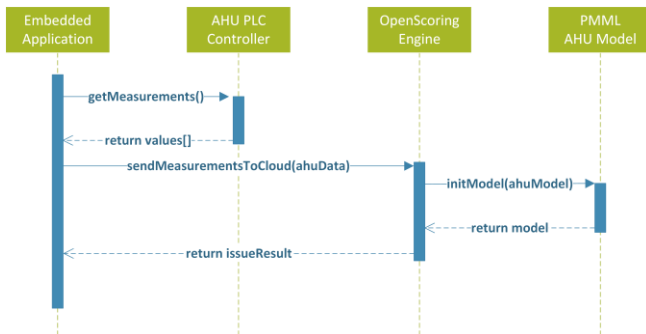 Embedded
Application
AHU PLC
Controller
OpenScoring
Engine
PMML
AHU Model
getMeasurements()
return values[]
sendMeasurementsToCloud(ahuData)
initModel(ahuModel)
return model
return issueResult